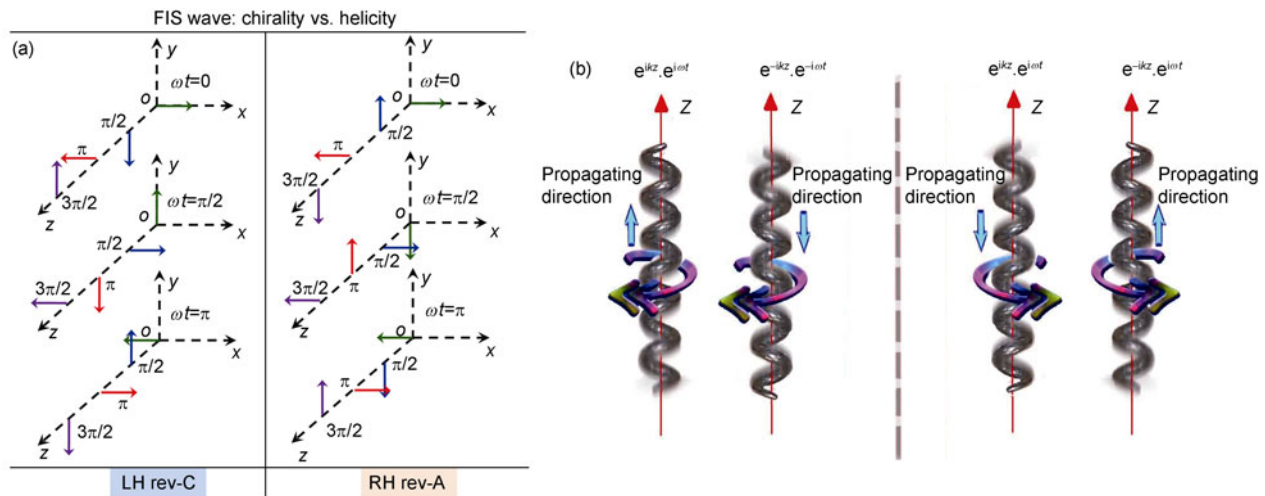 FIS wave: chirality vs. helicity
(a)
y
ωt=0
o
x
π/2
π
3π/2
z
y
ωt=π/2
o
x
π/2
π
3π/2
z
y
ωt=π
o
x
π/2
π
3π/2
z
LH rev-C
y
ωt=0
o
x
π/2
π
3π/2
z
y
ωt=π/2
o
x
π/2
π
3π/2
z
y
ωt=π
o
x
π/2
π
3π/2
z
RH rev-A
(b)
e^{ikz}.e^{iωt}
Z
Propagating
direction
e^{-ikz}.e^{-iωt}
Z
Propagating
direction
e^{ikz}.e^{iωt}
Z
Propagating
direction
e^{-ikz}.e^{iωt}
Z
Propagating
direction